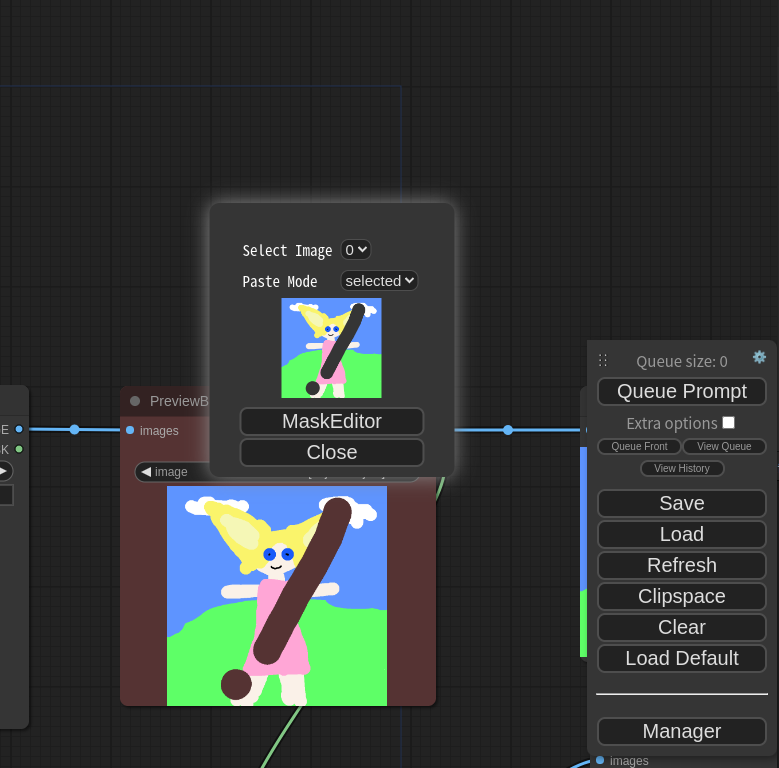 Select Image 0
Paste Mode selected
MaskEditor
Close
E
K
PreviewB
images
image
Queue size: 0
Queue Prompt
Extra options
Queue Front
View Queue
View History
Save
Load
Refresh
Clipspace
Clear
Load Default
Manager
images